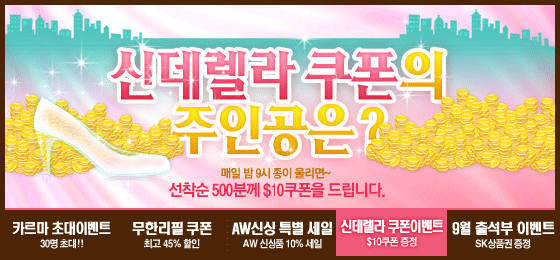 신데렐라 쿠폰의
주인공은?
매일 밤 9시 종이 울리면~
선착순 500분께 $10쿠폰을 드립니다.
카르마 초대이벤트
30명 초대!!
무한리필 쿠폰
최고 45% 할인
AW신상 특별 세일
AW 신상품 10% 세일
신데렐라 쿠폰이벤트
$10쿠폰 증정
9월 출석부 이벤트
SK상품권 증정